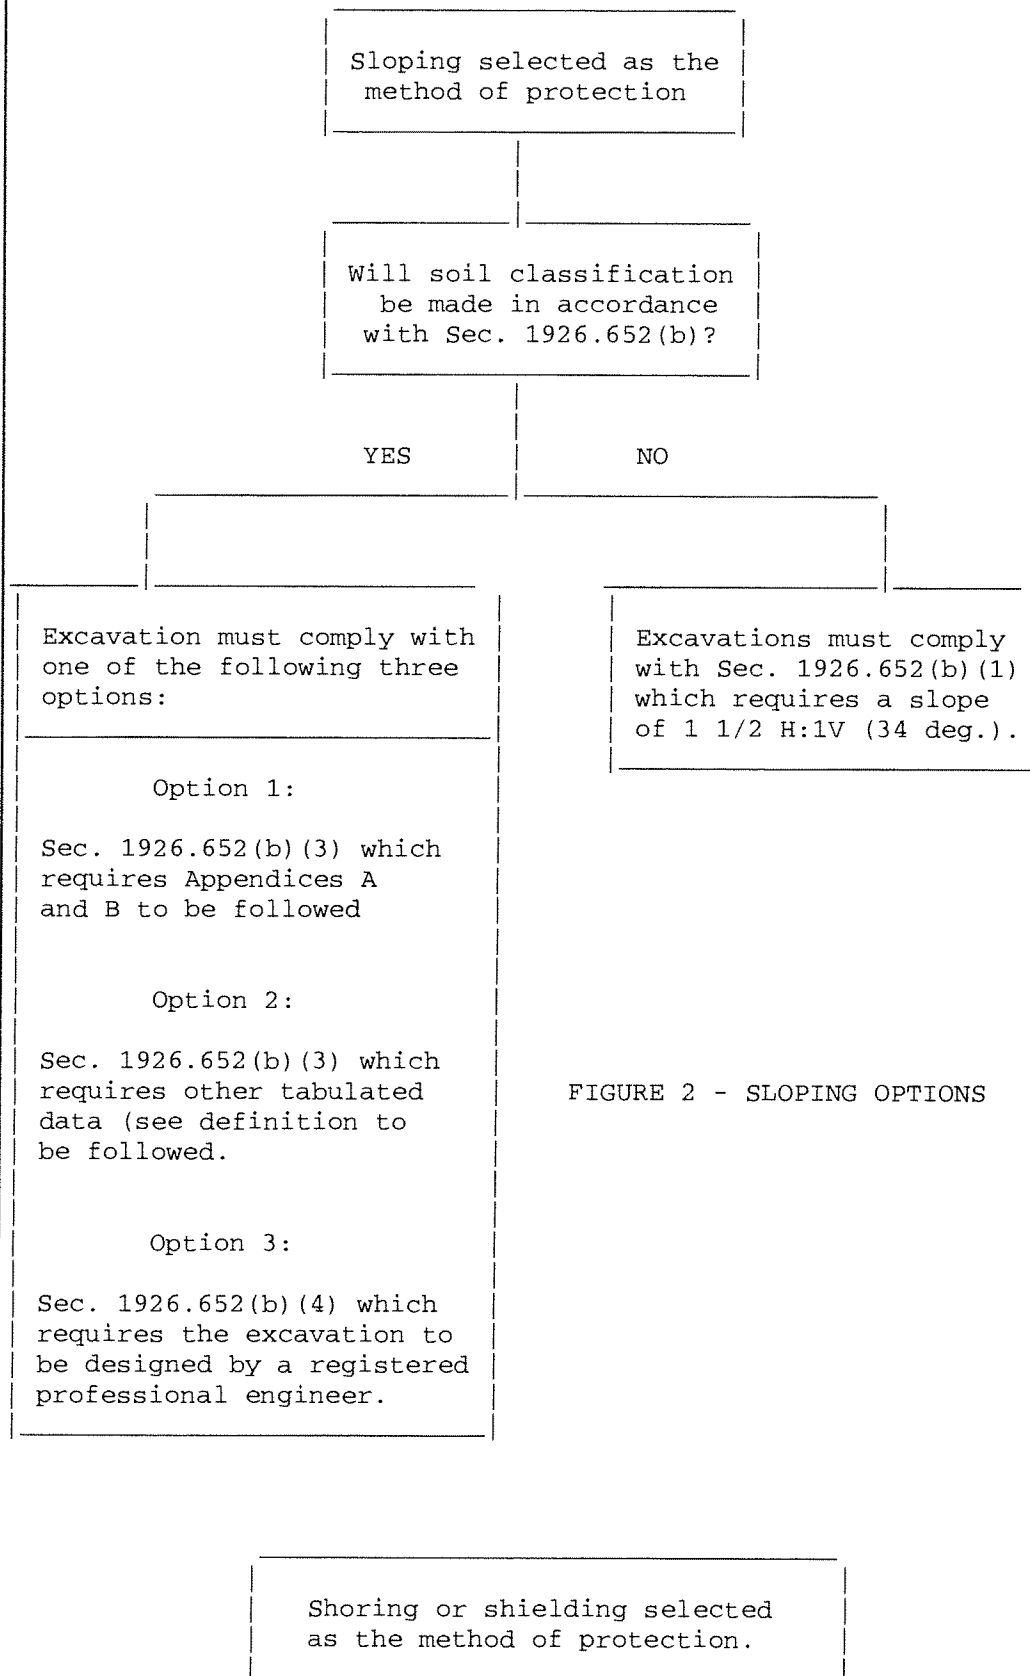 Sloping selected as the
method of protection
Will soil classification
be made in accordance
with Sec. 1926.652(b)?
YES
NO
Excavation must comply with
one of the following three
options:
Excavations must comply
with Sec. 1926.652(b)(1)
which requires a slope
of 1 1/2 H:1V (34 deg.).
Option 1:
Sec. 1926.652(b)(3) which
requires Appendices A
and B to be followed
Option 2:
Sec. 1926.652(b)(3) which
requires other tabulated
data (see definition to
be followed.
FIGURE 2 - SLOPING OPTIONS
Option 3:
Sec. 1926.652(b)(4) which
requires the excavation to
be designed by a registered
professional engineer.
Shoring or shielding selected
as the method of protection.